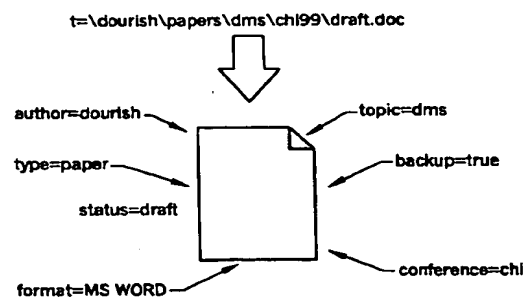 t=\dourish\papers\dms\chi99\draft.doc
author=dourish
topic=dms
type=paper
backup=true
status=draft
conference=chi
format=MS WORD